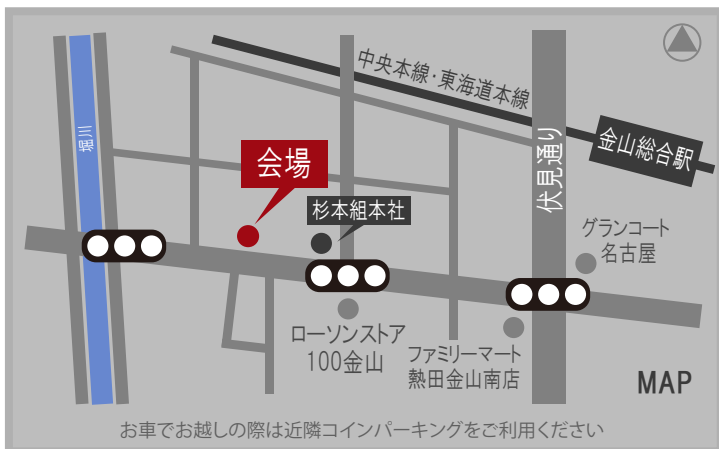 中央本線・東海道本線
金山総合駅
伏見通り
会場
杉本組本社
グランコート
名古屋
ローソンストア
100金山
ファミリーマート
熱田金山南店
MAP
お車でお越しの際は近隣コインパーキングをご利用ください